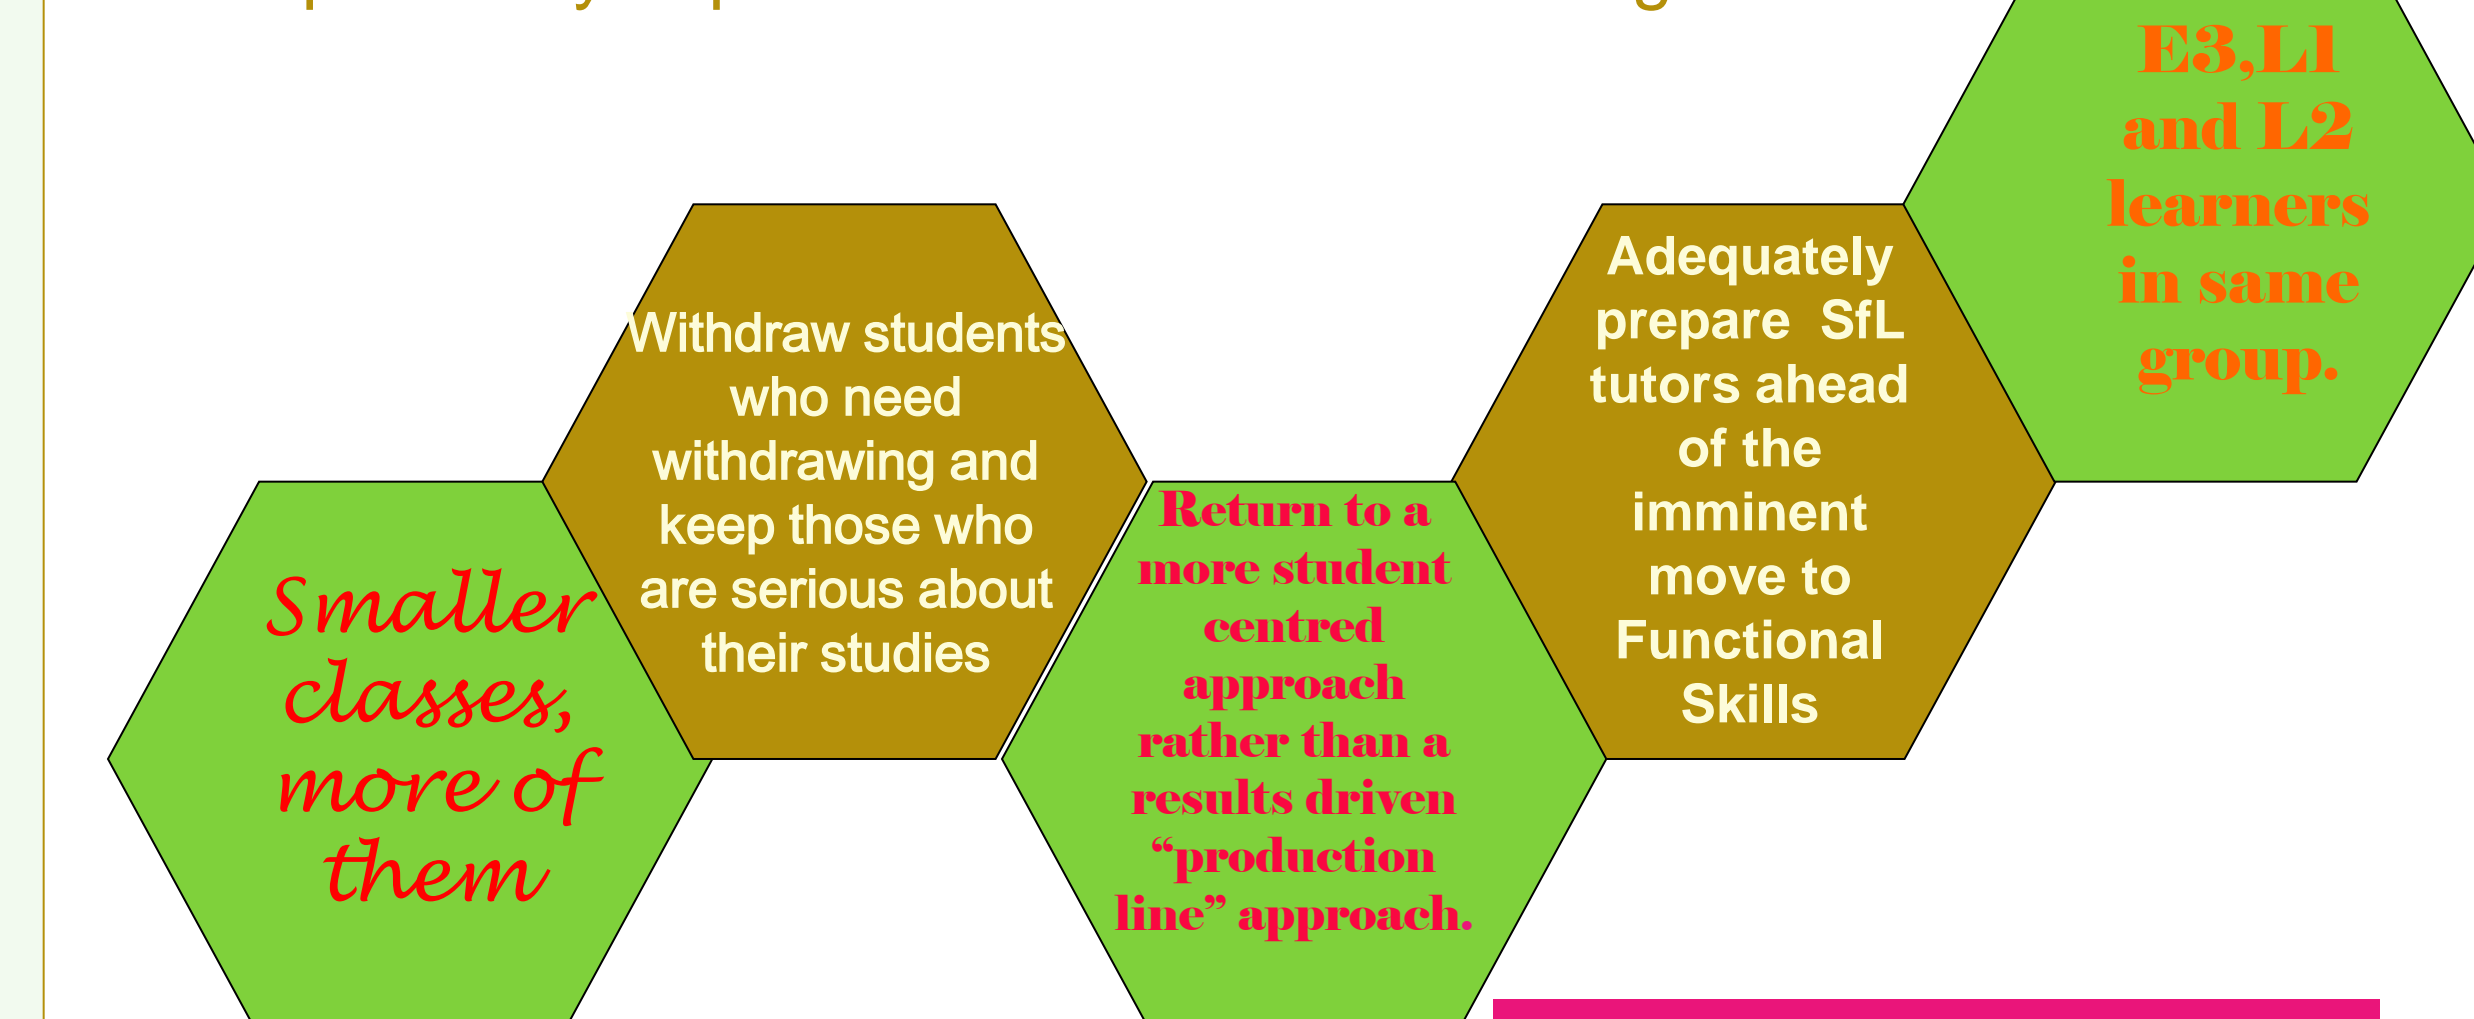 Smaller
classes,
more of
them
Withdraw students
who need
withdrawing and
keep those who
are serious about
their studies
Return to a
more student
centred
approach
rather than a
results driven
“production
line” approach.
Adequately
prepare SfL
tutors ahead
of the
imminent
move to
Functional
Skills
E3,L1
and L2
learners
in same
group.